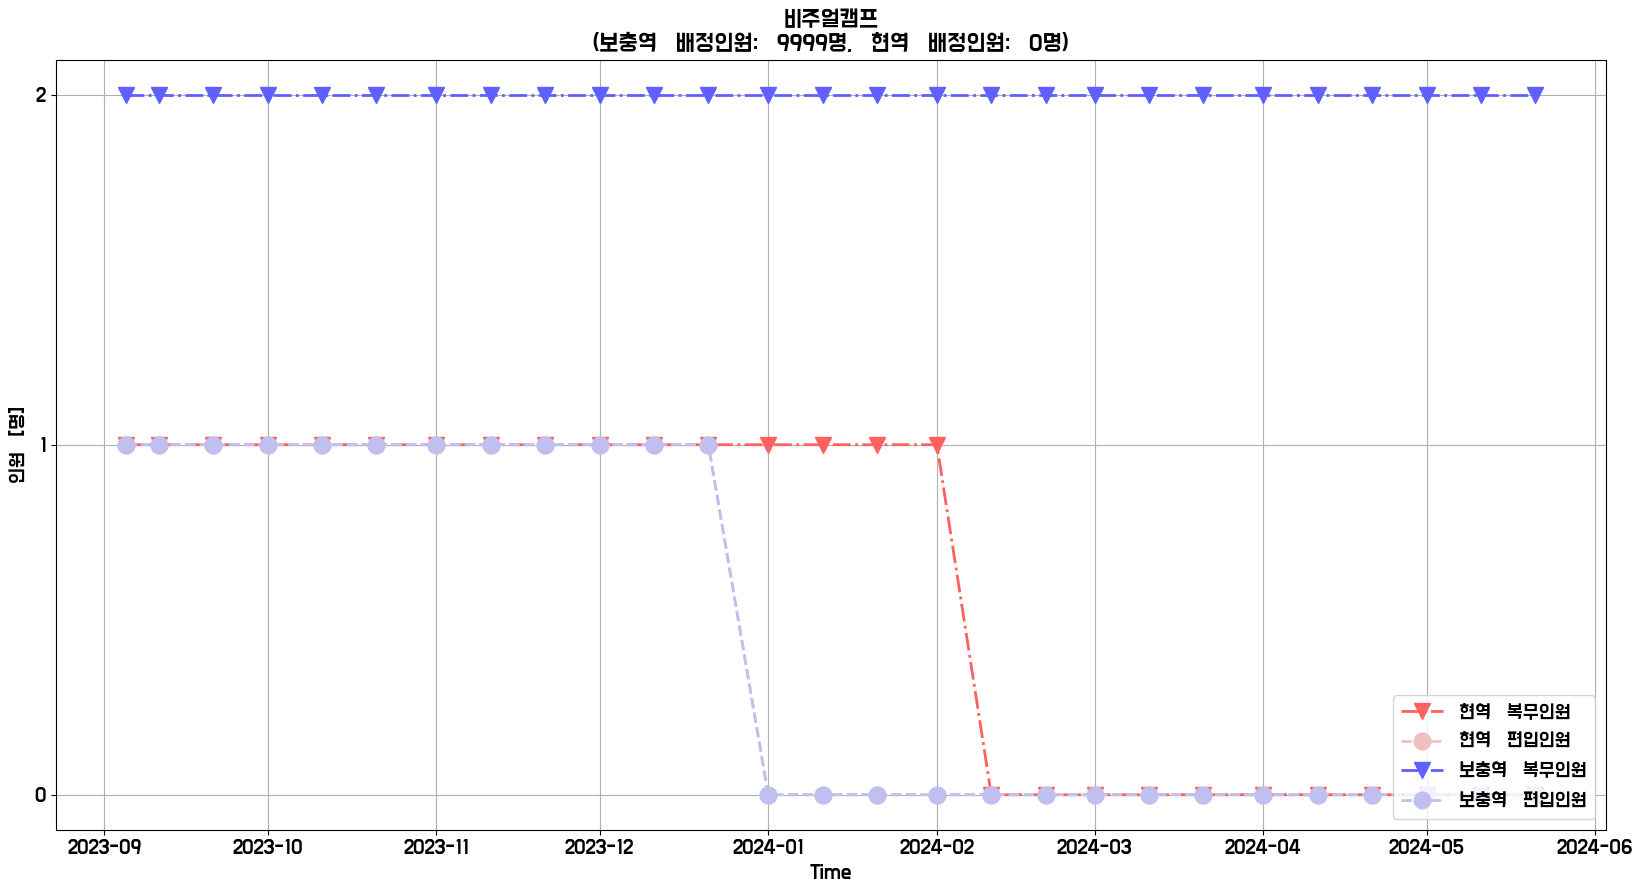 비주얼캠프
(보충역 배정인원: 9999명, 현역 배정인원: 0명)
2
1
0
인원 [명]
2023-09 2023-10 2023-11 2023-12 2024-01 2024-02 2024-03 2024-04 2024-05 2024-06
Time
현역 복무인원
현역 편입인원
보충역 복무인원
보충역 편입인원